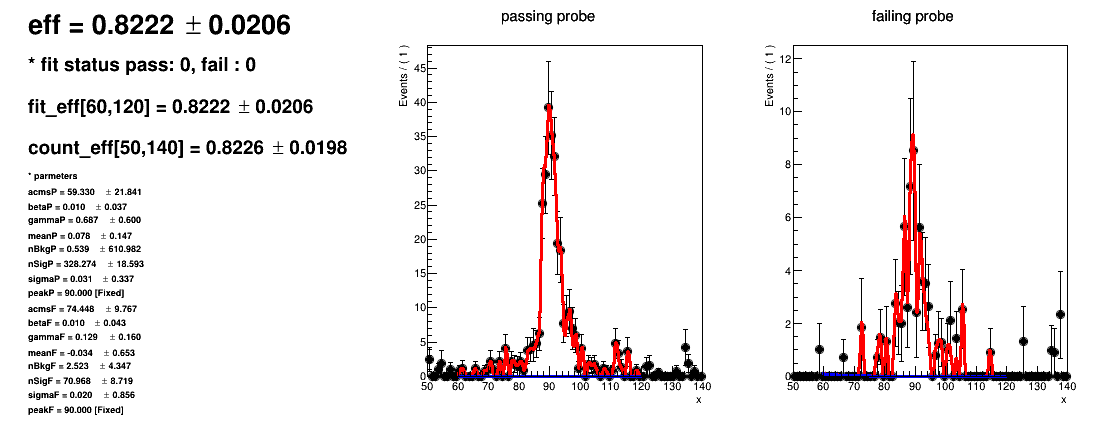 eff = 0.8222 ± 0.0206
* fit status pass: 0, fail : 0
fit_eff[60,120] = 0.8222 ± 0.0206
count_eff[50,140] = 0.8226 ± 0.0198
* parmeters
acmsP = 59.330 ± 21.841
betaP = 0.010 ± 0.037
gammaP = 0.687 ± 0.600
meanP = 0.078 ± 0.147
nBkgP = 0.539 ± 610.982
nSigP = 328.274 ± 18.593
sigmaP = 0.031 ± 0.337
peakP = 90.000 [Fixed]
acmsF = 74.448 ± 9.767
betaF = 0.010 ± 0.043
gammaF = 0.129 ± 0.160
meanF = -0.034 ± 0.653
nBkgF = 2.523 ± 4.347
nSigF = 70.968 ± 8.719
sigmaF = 0.020 ± 0.856
peakF = 90.000 [Fixed]
passing probe
Events / ( 1 )
45
40
35
30
25
20
15
10
5
0
50 60 70 80 90 100 110 120 130 140
x
failing probe
Events / ( 1 )
12
10
8
6
4
2
0
50 60 70 80 90 100 110 120 130 140
x